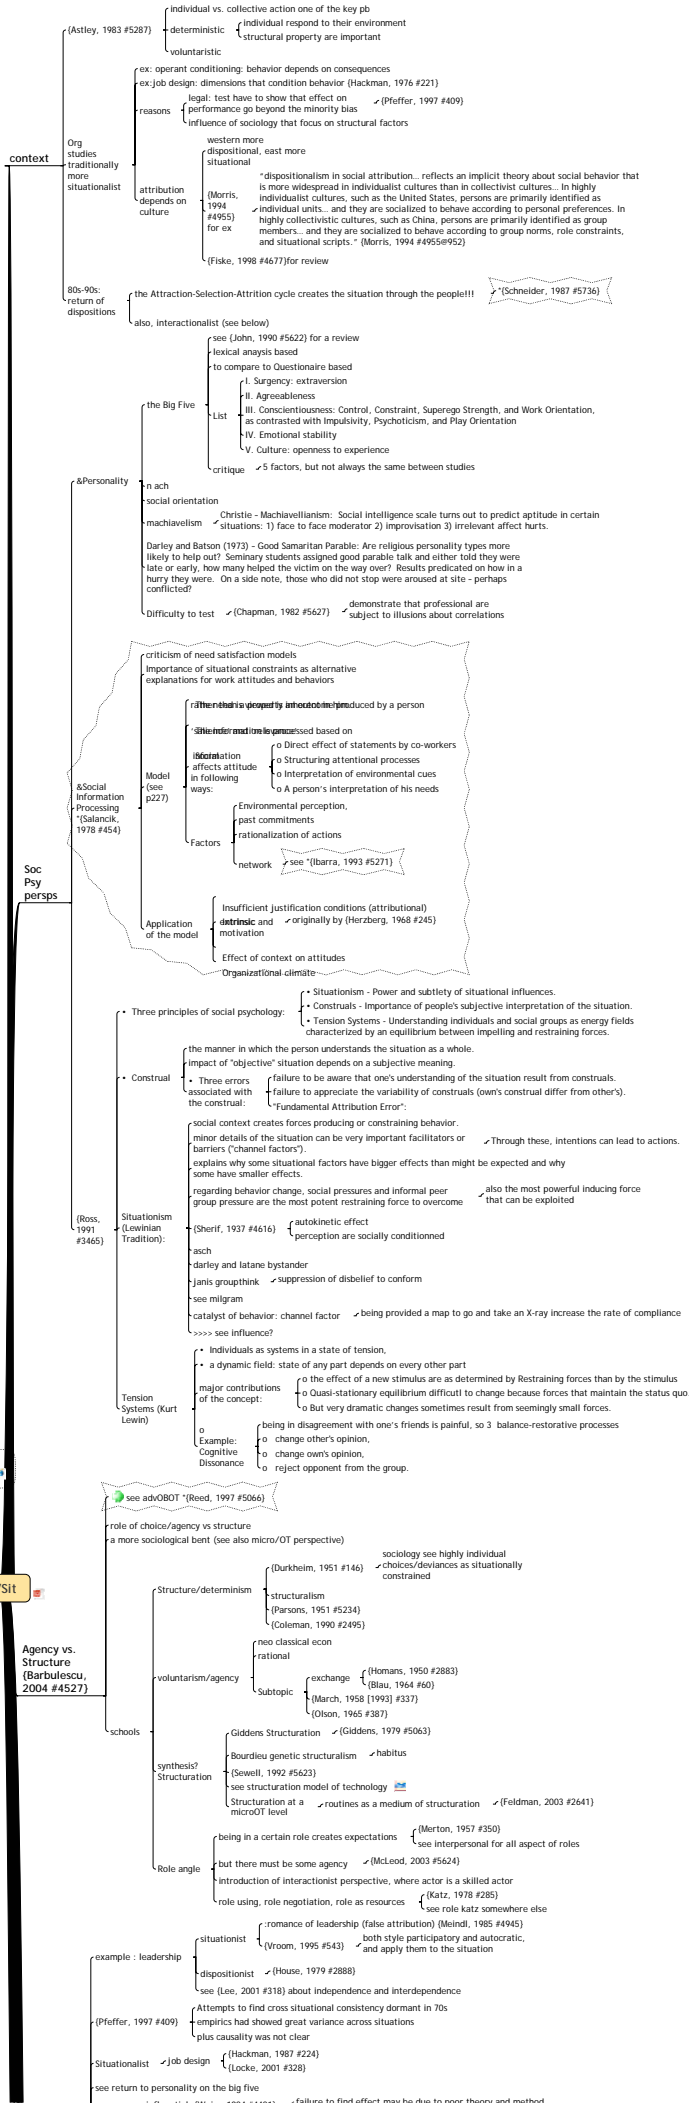 individual vs. collective action one of the key pb
{Astley, 1983 #5287}
deterministic
individual respond to their environment
structural property are important
voluntaristic
context
Org
studies
traditionally
more
situationalist
ex: operant conditioning: behavior depends on consequences
ex:job design: dimensions that condition behavior {Hackman, 1976 #221}
reasons
legal: test have to show that effect on
performance go beyond the minority bias
{Pfeffer, 1997 #409}
influence of sociology that focus on structural factors
attribution
depends on
culture
western more
dispositional, east more
situational
{Morris,
1994
#4955}
for ex
"dispositionalism in social attribution... reflects an implicit theory about social behavior that
is more widespread in individualist cultures than in collectivist cultures... In highly
individualist cultures, such as the United States, persons are primarily identified as
individual units... and they are socialized to behave according to personal preferences. In
highly collectivistic cultures, such as China, persons are primarily identified as group
members... and they are socialized to behave according to group norms, role constraints,
and situational scripts." {Morris, 1994 #4955@952}
{Fiske, 1998 #4677}for review
80s-90s:
return of
dispositions
the Attraction-Selection-Attrition cycle creates the situation through the people!!!
*{Schneider, 1987 #5736}
also, interactionalist (see below)
Soc
Psy
persps
&Personality
the Big Five
see {John, 1990 #5622} for a review
lexical anaysis based
to compare to Questionaire based
List
I. Surgency: extraversion
II. Agreeableness
III. Conscientiousness: Control, Constraint, Superego Strength, and Work Orientation,
as contrasted with Impulsivity, Psychoticism, and Play Orientation
IV. Emotional stability
V. Culture: openness to experience
critique
5 factors, but not always the same between studies
n ach
social orientation
machiavelism
Christie - Machiavellianism:  Social intelligence scale turns out to predict aptitude in certain
situations: 1) face to face moderator 2) improvisation 3) irrelevant affect hurts.
Darley and Batson (1973) - Good Samaritan Parable: Are religious personality types more
likely to help out?  Seminary students assigned good parable talk and either told they were
late or early, how many helped the victim on the way over?  Results predicated on how in a
hurry they were.  On a side note, those who did not stop were aroused at site - perhaps
conflicted?
Difficulty to test
{Chapman, 1982 #5627}
demonstrate that professional are
subject to illusions about correlations
&Social
Information
Processing
*{Salancik,
1978 #454}
criticism of need satisfaction models
Importance of situational constraints as alternative
explanations for work attitudes and behaviors
Model
(see
p227)
produced by a person
processed based on
affects attitude
in following
ways:
o Direct effect of statements by co-workers
o Structuring attentional processes
o Interpretation of environmental cues
o A person's interpretation of his needs
Factors
Environmental perception,
past commitments
rationalization of actions
network
see *{Ibarra, 1993 #5271}
Application
of the model
Insufficient justification conditions (attributional)
and
motivation
originally by {Herzberg, 1968 #245}
Effect of context on attitudes
Organizational climate
{Ross,
1991
#3465}
• Three principles of social psychology:
• Situationism - Power and subtlety of situational influences.
• Construals - Importance of people's subjective interpretation of the situation.
• Tension Systems - Understanding individuals and social groups as energy fields
characterized by an equilibrium between impelling and restraining forces.
• Construal
the manner in which the person understands the situation as a whole.
impact of "objective" situation depends on a subjective meaning.
• Three errors
associated with
the construal:
failure to be aware that one's understanding of the situation result from construals.
failure to appreciate the variability of construals (own's construal differ from other's).
"Fundamental Attribution Error":
Situationism
(Lewinian
Tradition):
social context creates forces producing or constraining behavior.
minor details of the situation can be very important facilitators or
barriers ("channel factors").
Through these, intentions can lead to actions.
explains why some situational factors have bigger effects than might be expected and why
some have smaller effects.
regarding behavior change, social pressures and informal peer
group pressure are the most potent restraining force to overcome
also the most powerful inducing force
that can be exploited
{Sherif, 1937 #4616}
autokinetic effect
perception are socially conditionned
asch
darley and latane bystander
janis groupthink
suppression of disbelief to conform
see milgram
catalyst of behavior: channel factor
being provided a map to go and take an X-ray increase the rate of compliance
>>>> see influence?
Tension
Systems (Kurt
Lewin)
• Individuals as systems in a state of tension,
• a dynamic field: state of any part depends on every other part
major contributions
of the concept:
o the effect of a new stimulus are as determined by Restraining forces than by the stimulus
o Quasi-stationary equilibrium difficutl to change because forces that maintain the status quo
o But very dramatic changes sometimes result from seemingly small forces.
o
Example:
Cognitive
Dissonance
being in disagreement with one's friends is painful, so 3  balance-restorative processes
o change other's opinion,
o change own's opinion,
o reject opponent from the group.
/Sit
Agency vs.
Structure
{Barbulescu,
2004 #4527}
see advOBOT *{Reed, 1997 #5066}
role of choice/agency vs structure
a more sociological bent (see also micro/OT perspective)
schools
Structure/determinism
{Durkheim, 1951 #146}
sociology see highly individual
choices/deviances as situationally
constrained
structuralism
{Parsons, 1951 #5234}
{Coleman, 1990 #2495}
voluntarism/agency
neo classical econ
rational
Subtopic
exchange
{Homans, 1950 #2883}
{Blau, 1964 #60}
{March, 1958 [1993] #337}
{Olson, 1965 #387}
synthesis?
Structuration
Giddens Structuration
{Giddens, 1979 #5063}
Bourdieu genetic structuralism
habitus
{Sewell, 1992 #5623}
see structuration model of technology
Structuration at a
microOT level
routines as a medium of structuration
{Feldman, 2003 #2641}
Role angle
being in a certain role creates expectations
{Merton, 1957 #350}
see interpersonal for all aspect of roles
but there must be some agency
{McLeod, 2003 #5624}
introduction of interactionist perspective, where actor is a skilled actor
role using, role negotiation, role as resources
{Katz, 1978 #285}
see role katz somewhere else
example : leadership
situationist
:romance of leadership (false attribution) {Meindl, 1985 #4945}
{Vroom, 1995 #543}
both style participatory and autocratic,
and apply them to the situation
dispositionist
{House, 1979 #2888}
see {Lee, 2001 #318} about independence and interdependence
{Pfeffer, 1997 #409}
Attempts to find cross situational consistency dormant in 70s
empirics had showed great variance across situations
plus causality was not clear
Situationalist
job design
{Hackman, 1987 #224}
{Locke, 2001 #328}
see return to personality on the big five
failure to find effect may be due to poor theory and method